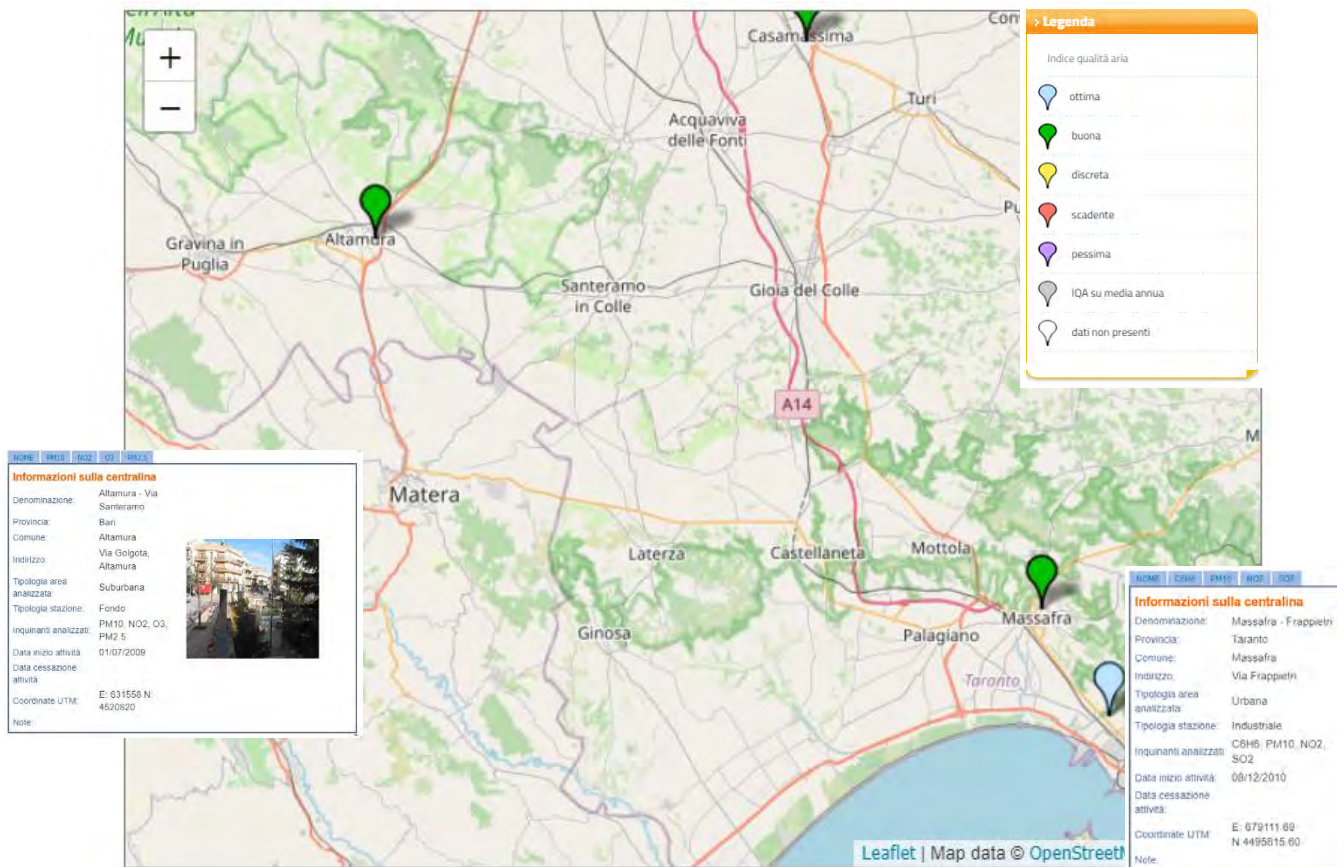 +
−
Casamassima
Turi
Acquaviva
delle Fonti
Altamura
Gravina in
Puglia
Santeramo
in Colle
Gioia del Colle
A14
Matera
Laterza
Castellaneta
Mottola
Massafra
Palagiano
Ginosa
Taranto
Leaflet | Map data © OpenStreetM
> Legenda
Indice qualità aria
ottima
buona
discreta
scadente
pessima
IQA su media annua
dati non presenti
NOME PM10 NO2 O3 PM2.5
Informazioni sulla centralina
Denominazione: Altamura - Via
Santeramo
Provincia: Bari
Comune: Altamura
Indirizzo: Via Golgota,
Altamura
Tipologia area
analizzata: Suburbana
Tipologia stazione: Fondo
Inquinanti analizzati: PM10, NO2, O3,
PM2.5
Data inizio attività: 01/07/2009
Data cessazione
attività
Coordinate UTM: E: 631558 N:
4520820
Note:
NOME C6H6 PM10 NO2 SO2
Informazioni sulla centralina
Denominazione: Massafra - Frappietri
Provincia: Taranto
Comune: Massafra
Indirizzo: Via Frappietri
Tipologia area
analizzata: Urbana
Tipologia stazione: Industriale
Inquinanti analizzati: C6H6, PM10, NO2,
SO2
Data inizio attività: 08/12/2010
Data cessazione
attività:
Coordinate UTM: E: 679111.69
N:4495815.60
Note: